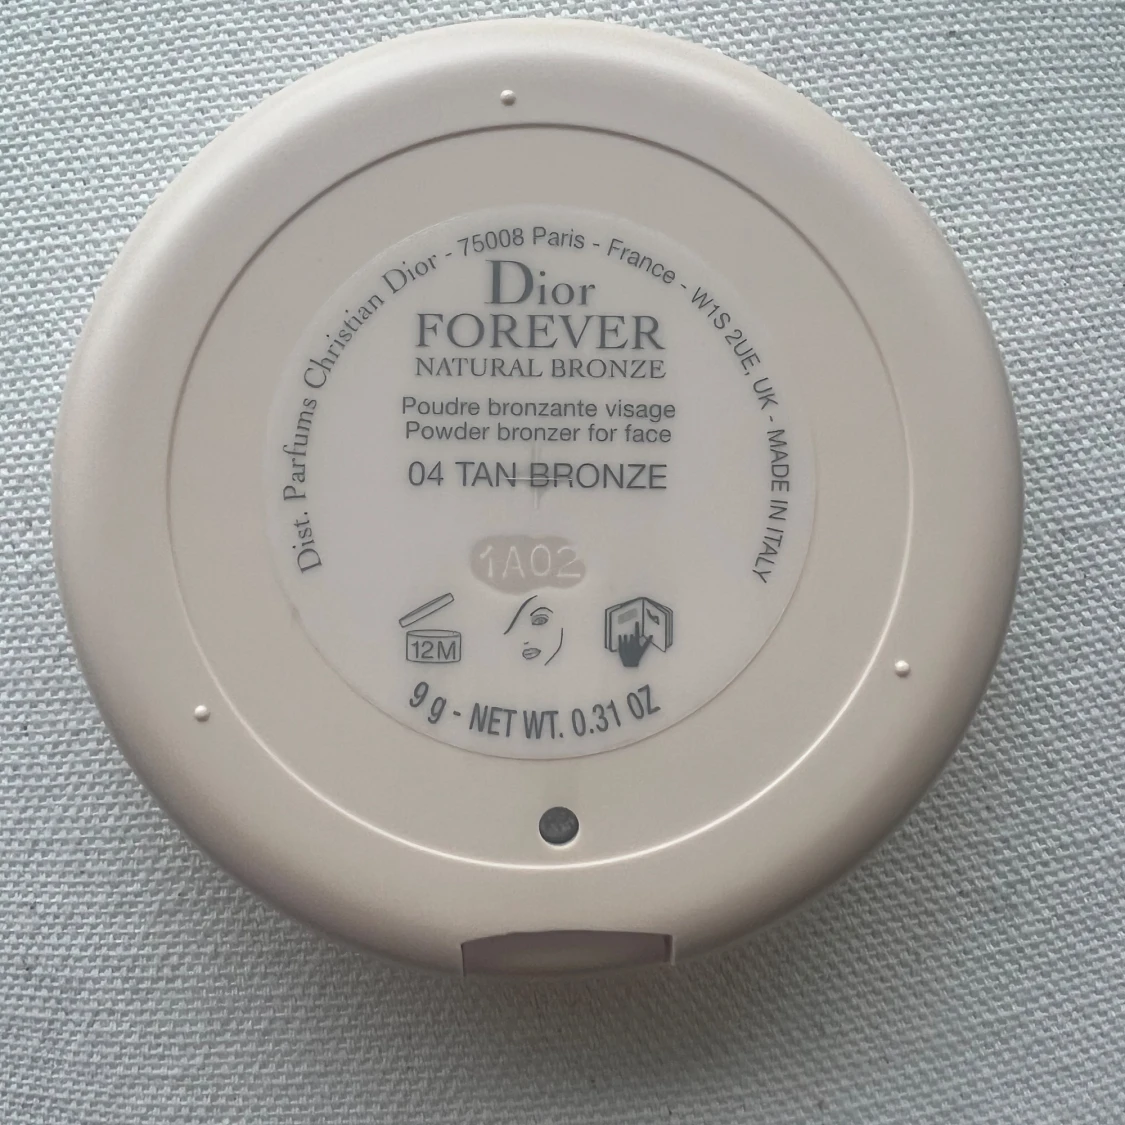 Dist. Parfums Christian Dior - 75008 Paris - France - W1S 2UE, UK - MADE IN ITALY
Dior
FOREVER
NATURAL BRONZE
Poudre bronzante visage
Powder bronzer for face
04 TAN BRONZE
1A02
12M
9 g - NET WT. 0.31 OZ